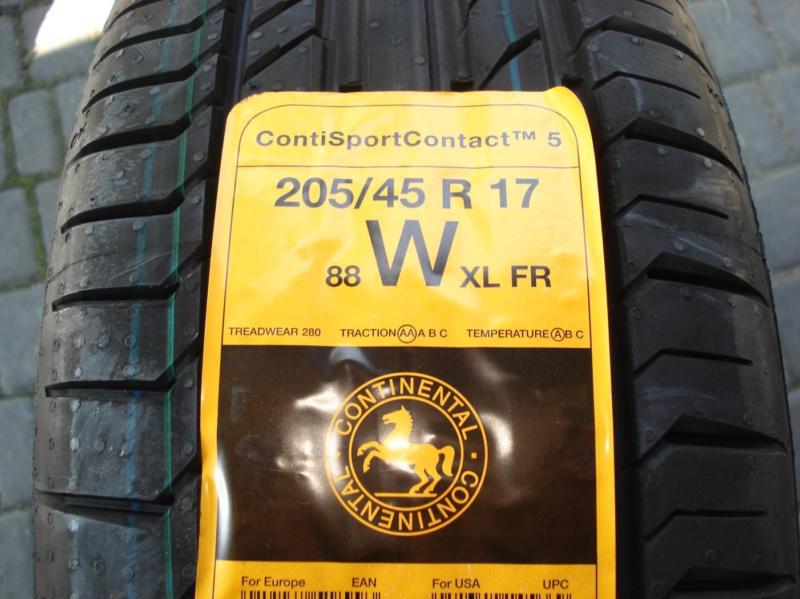 ContiSportContact™ 5
205/45 R 17
88 W XL FR
TREADWEAR 280 TRACTION AA A B C TEMPERATURE A B C
CONTINENTAL · CONTINENTAL ·
For Europe EAN For USA UPC